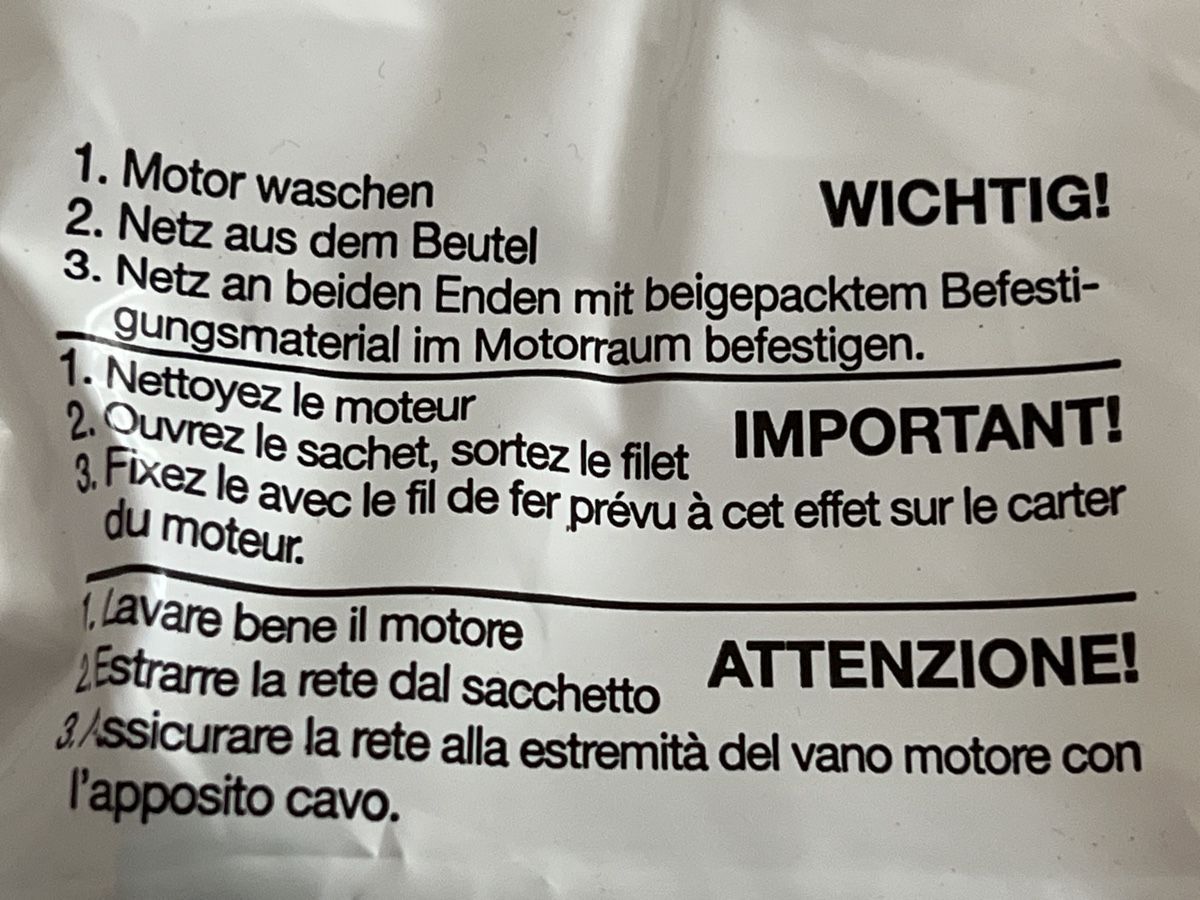 1. Motor waschen
WICHTIG!
2. Netz aus dem Beutel
3. Netz an beiden Enden mit beigepacktem Befesti-
gungsmaterial im Motorraum befestigen.
1. Nettoyez le moteur
IMPORTANT!
2. Ouvrez le sachet, sortez le filet
3. Fixez le avec le fil de fer prévu à cet effet sur le carter
du moteur.
1. Lavare bene il motore
ATTENZIONE!
2. Estrarre la rete dal sacchetto
3. Assicurare la rete alla estremità del vano motore con
l'apposito cavo.